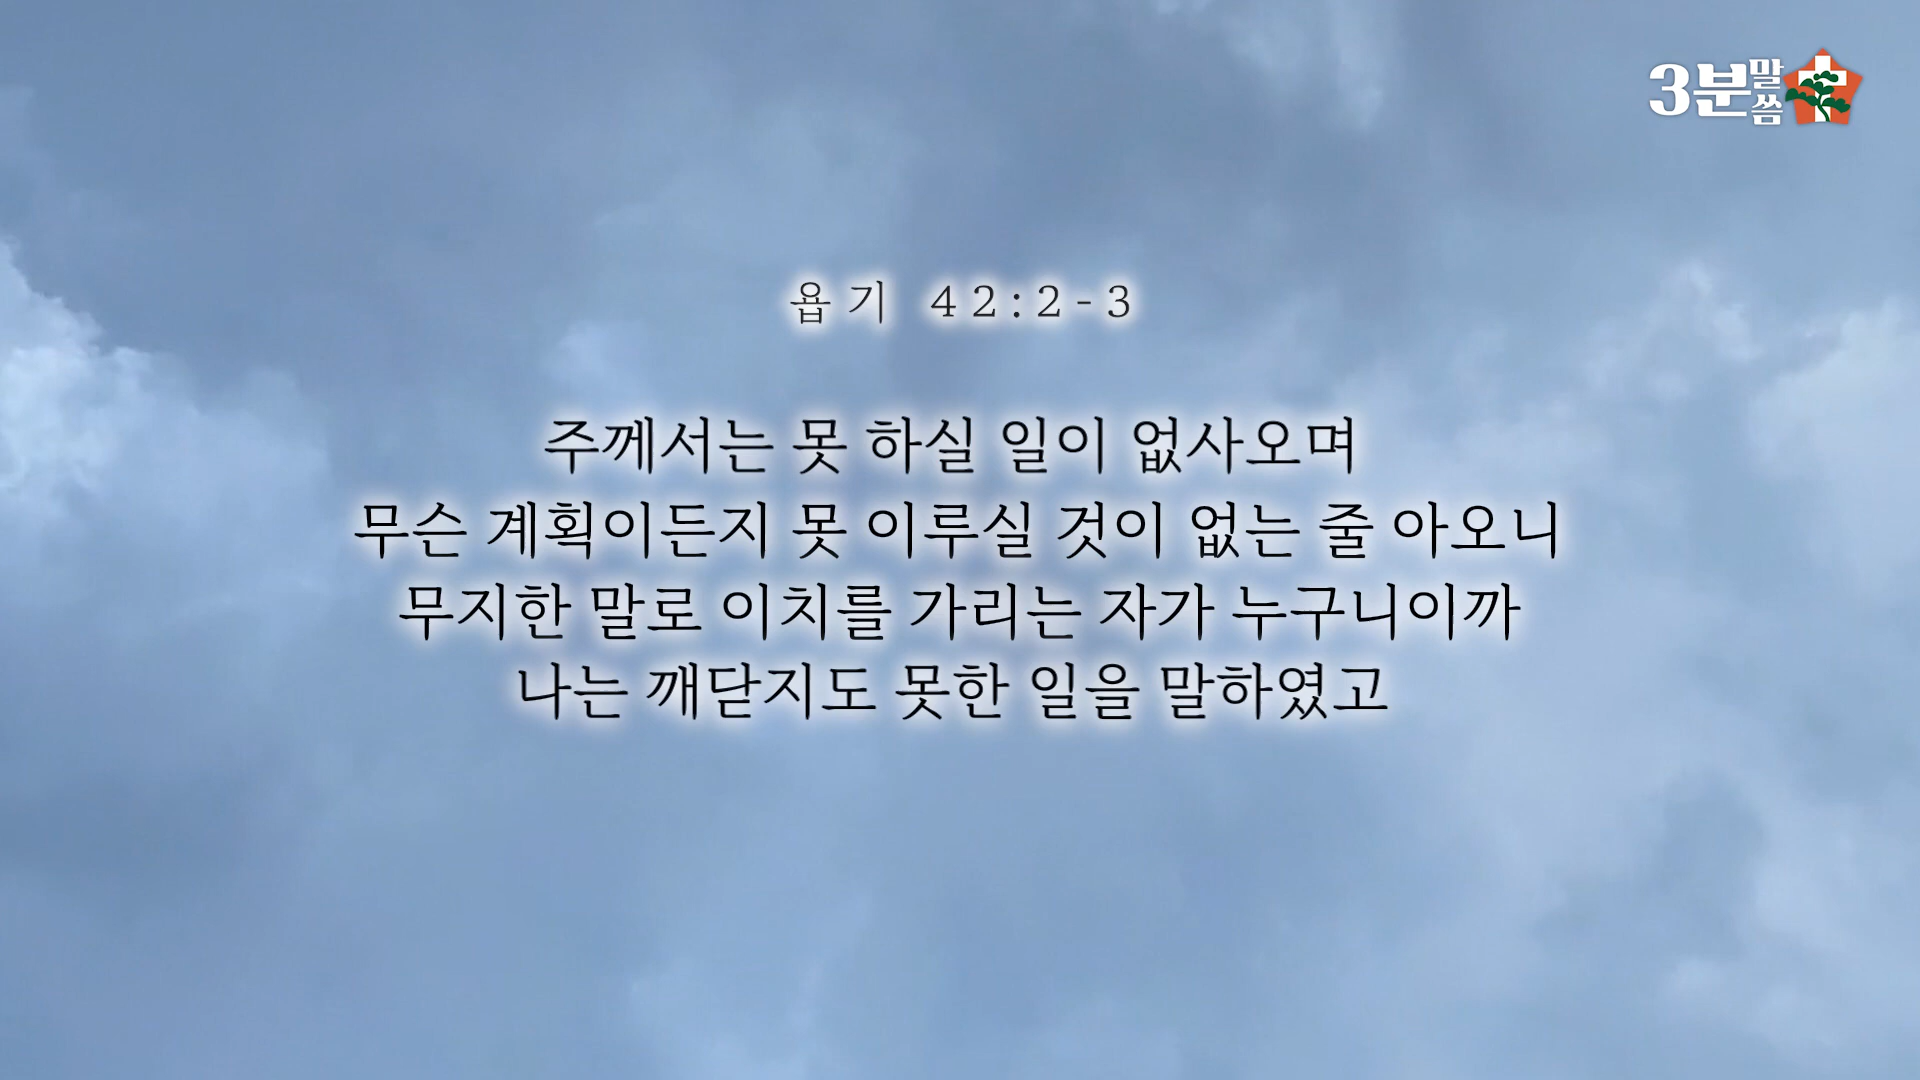 3분말씀
욥기 42:2-3
주께서는 못 하실 일이 없사오며
무슨 계획이든지 못 이루실 것이 없는 줄 아오니
무지한 말로 이치를 가리는 자가 누구니이까
나는 깨닫지도 못한 일을 말하였고